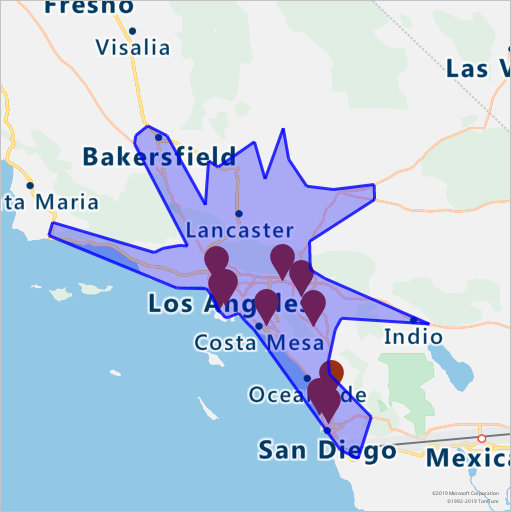 Fresno
Visalia
Las V
Bakersfield
ta Maria
Lancaster
Los Angeles
Costa Mesa
Indio
Oceanside
San Diego
Mexica
©2019 Microsoft Corporation
©1992-2019 TomTom